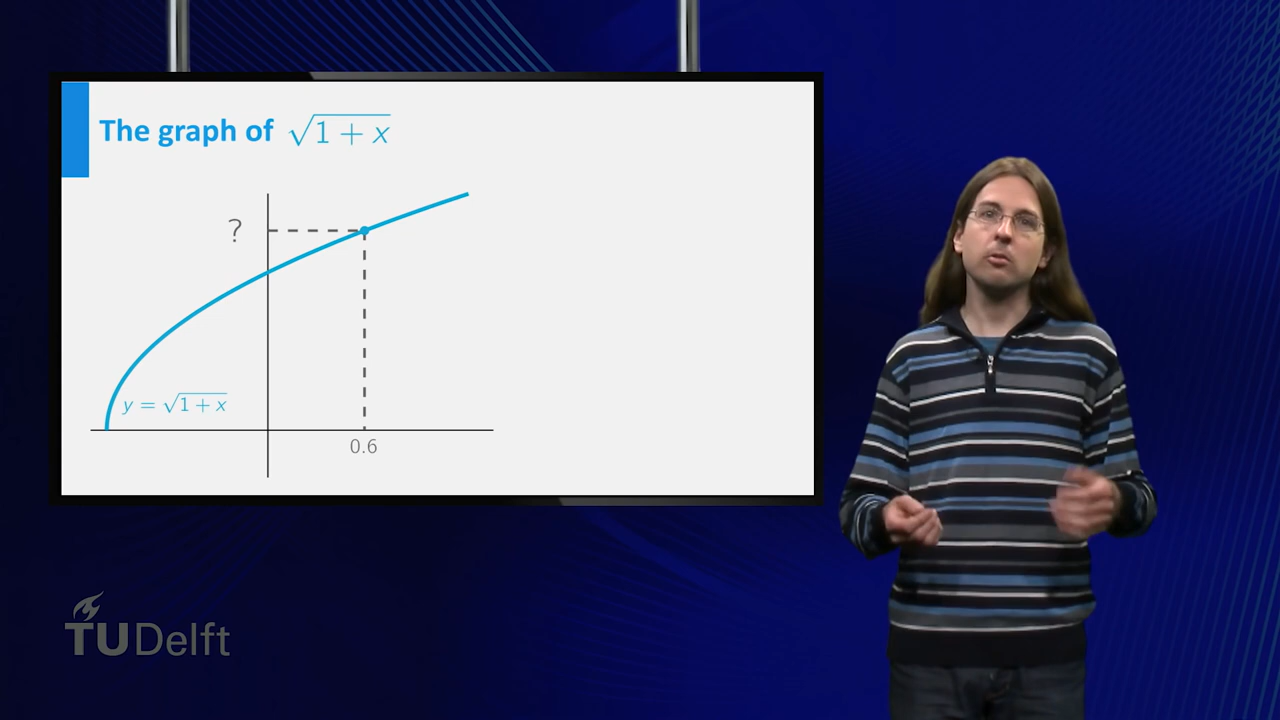 The graph of √1 + x
?
y = √1 + x
0.6
TUDelft